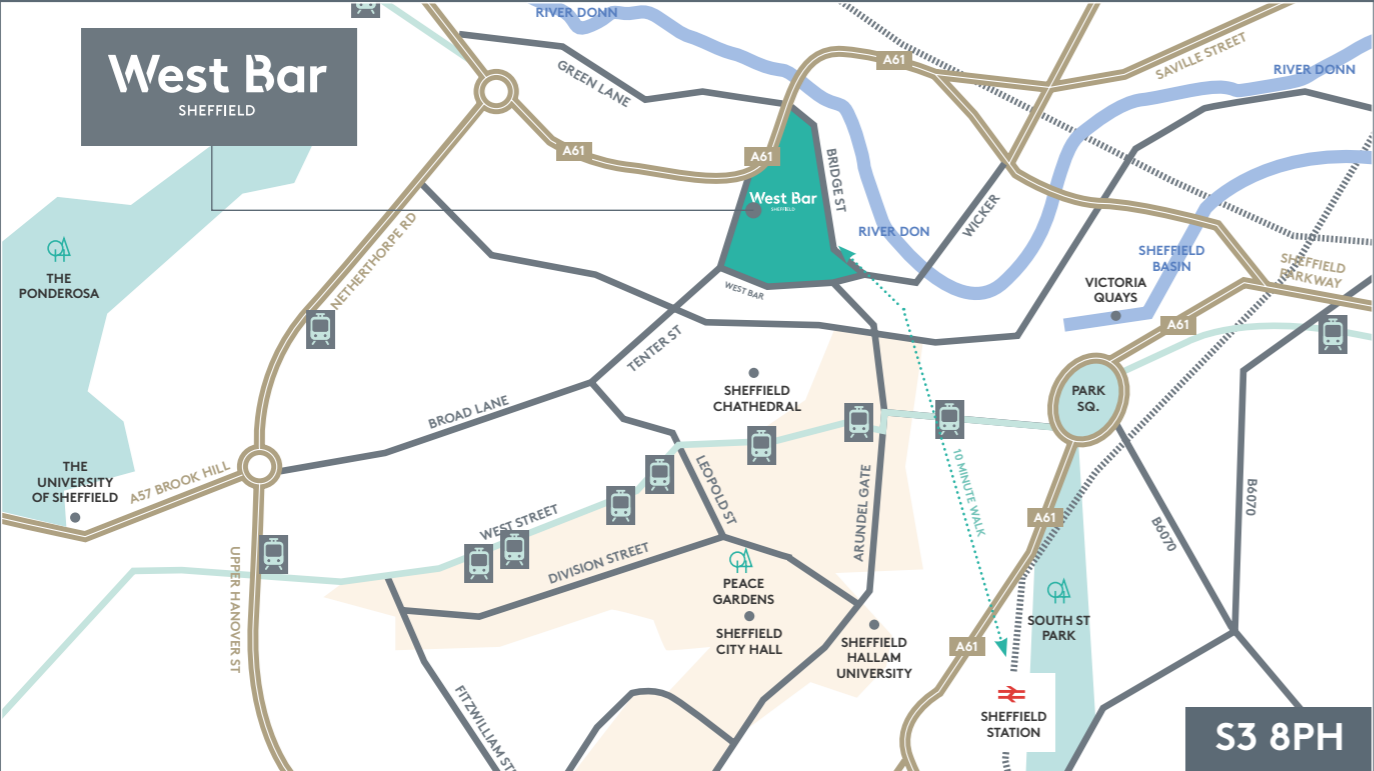 RIVER DONN
West Bar
SHEFFIELD
GREEN LANE
A61
SAVILLE STREET
RIVER DONN
A61
A61
BRIDGE ST
West Bar
SHEFFIELD
RIVER DON
WICKER
NETHERTHORPE RD
THE
PONDEROSA
SHEFFIELD
BASIN
SHEFFIELD
PARKWAY
VICTORIA
QUAYS
WEST BAR
A61
TENTER ST
SHEFFIELD
CHATHEDRAL
PARK
SQ.
BROAD LANE
THE
UNIVERSITY
OF SHEFFIELD
A57 BROOK HILL
LEOPOLD ST
ARUNDEL GATE
10 MINUTE WALK
A61
B6070
B6070
WEST STREET
DIVISION STREET
UPPER HANOVER ST
PEACE
GARDENS
SHEFFIELD
CITY HALL
SHEFFIELD
HALLAM
UNIVERSITY
SOUTH ST
PARK
A61
FITZWILLIAM ST
SHEFFIELD
STATION
S3 8PH